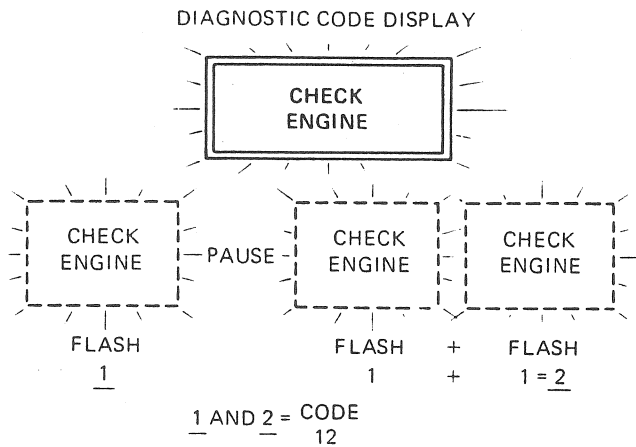 DIAGNOSTIC CODE DISPLAY
CHECK
ENGINE
CHECK
ENGINE
PAUSE
CHECK
ENGINE
CHECK
ENGINE
FLASH
1
FLASH + FLASH
1 + 1 = 2
1 AND 2 = CODE
12